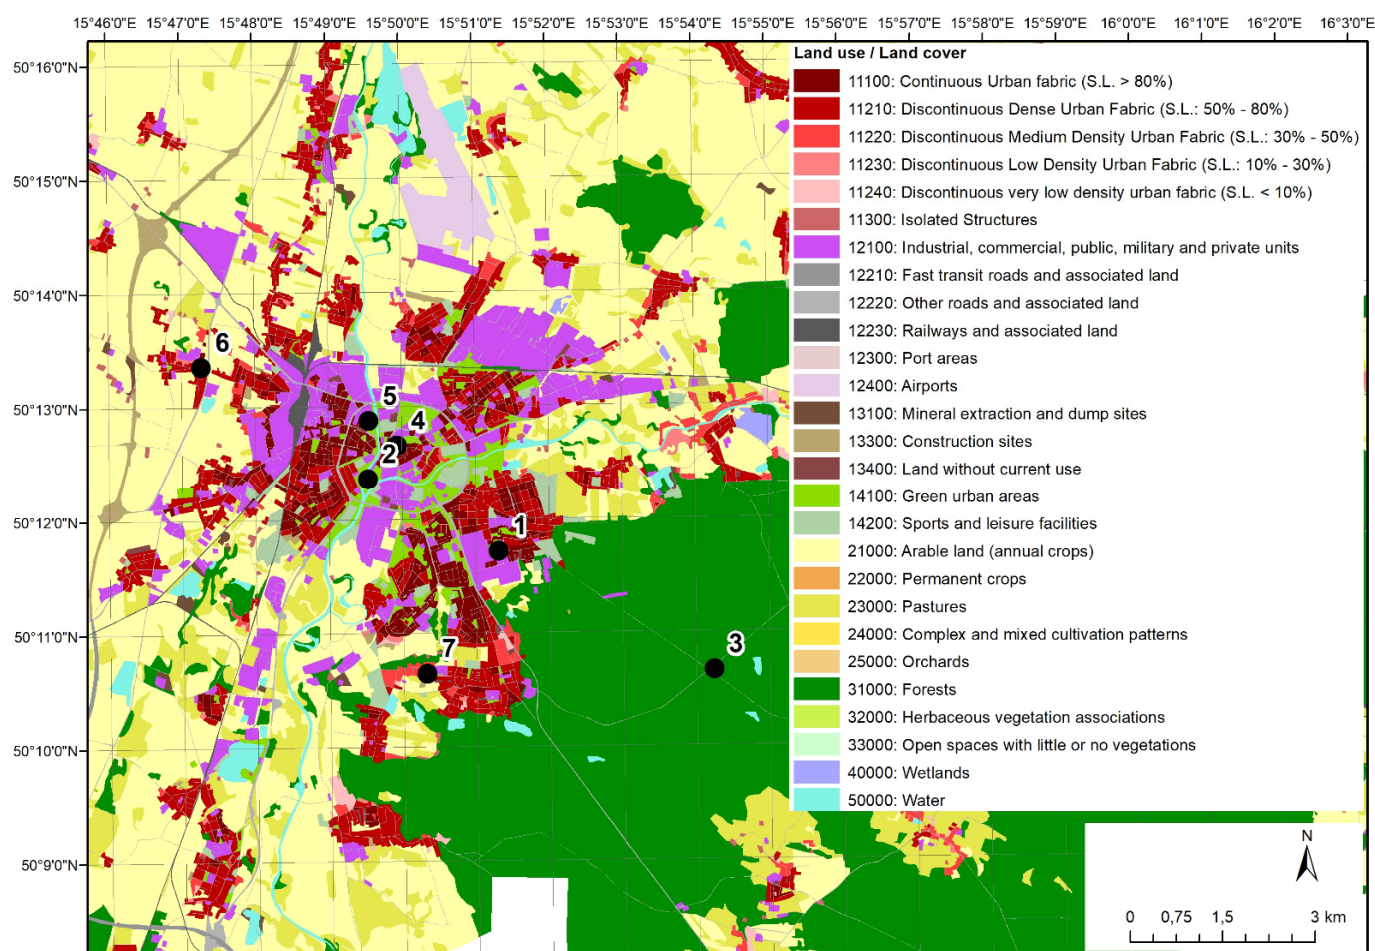 15°46'0"E 15°47'0"E 15°48'0"E 15°49'0"E 15°50'0"E 15°51'0"E 15°52'0"E 15°53'0"E 15°54'0"E 15°55'0"E 15°56'0"E 15°57'0"E 15°58'0"E 15°59'0"E 16°0'0"E 16°1'0"E 16°2'0"E 16°3'0"E
Land use / Land cover
50°16'0"N
11100: Continuous Urban fabric (S.L. > 80%)
11210: Discontinuous Dense Urban Fabric (S.L.: 50% - 80%)
11220: Discontinuous Medium Density Urban Fabric (S.L.: 30% - 50%)
11230: Discontinuous Low Density Urban Fabric (S.L.: 10% - 30%)
50°15'0"N
11240: Discontinuous very low density urban fabric (S.L. < 10%)
11300: Isolated Structures
12100: Industrial, commercial, public, military and private units
12210: Fast transit roads and associated land
50°14'0"N
12220: Other roads and associated land
12230: Railways and associated land
6
12300: Port areas
12400: Airports
5
50°13'0"N
13100: Mineral extraction and dump sites
4
13300: Construction sites
2
13400: Land without current use
14100: Green urban areas
50°12'0"N
14200: Sports and leisure facilities
1
21000: Arable land (annual crops)
22000: Permanent crops
23000: Pastures
50°11'0"N
24000: Complex and mixed cultivation patterns
7
3
25000: Orchards
31000: Forests
32000: Herbaceous vegetation associations
50°10'0"N
33000: Open spaces with little or no vegetations
40000: Wetlands
50000: Water
N
50°9'0"N
0 0,75 1,5 3 km